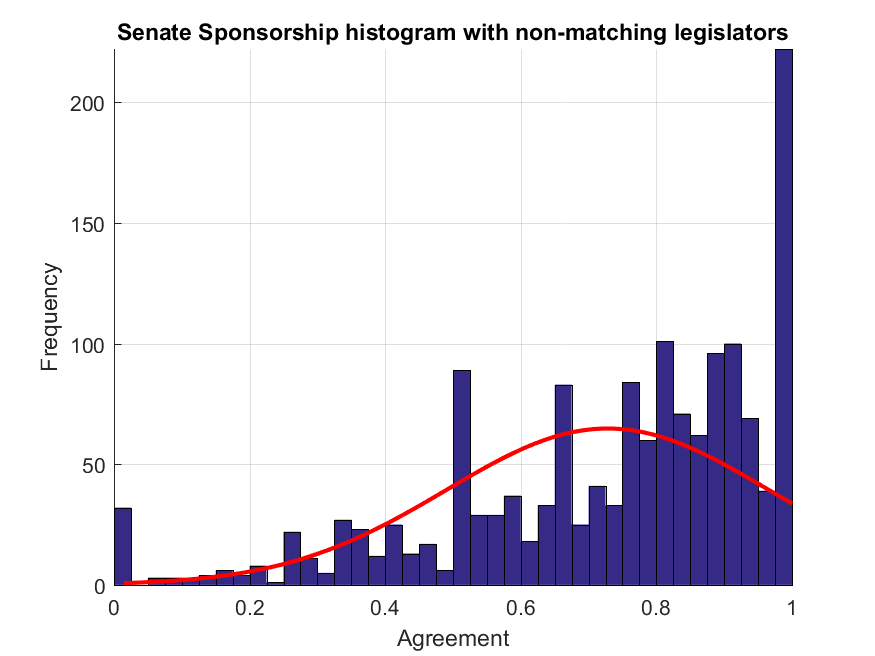 Senate Sponsorship histogram with non-matching legislators
200
150
100
50
0
Frequency
0 0.2 0.4 0.6 0.8 1
Agreement